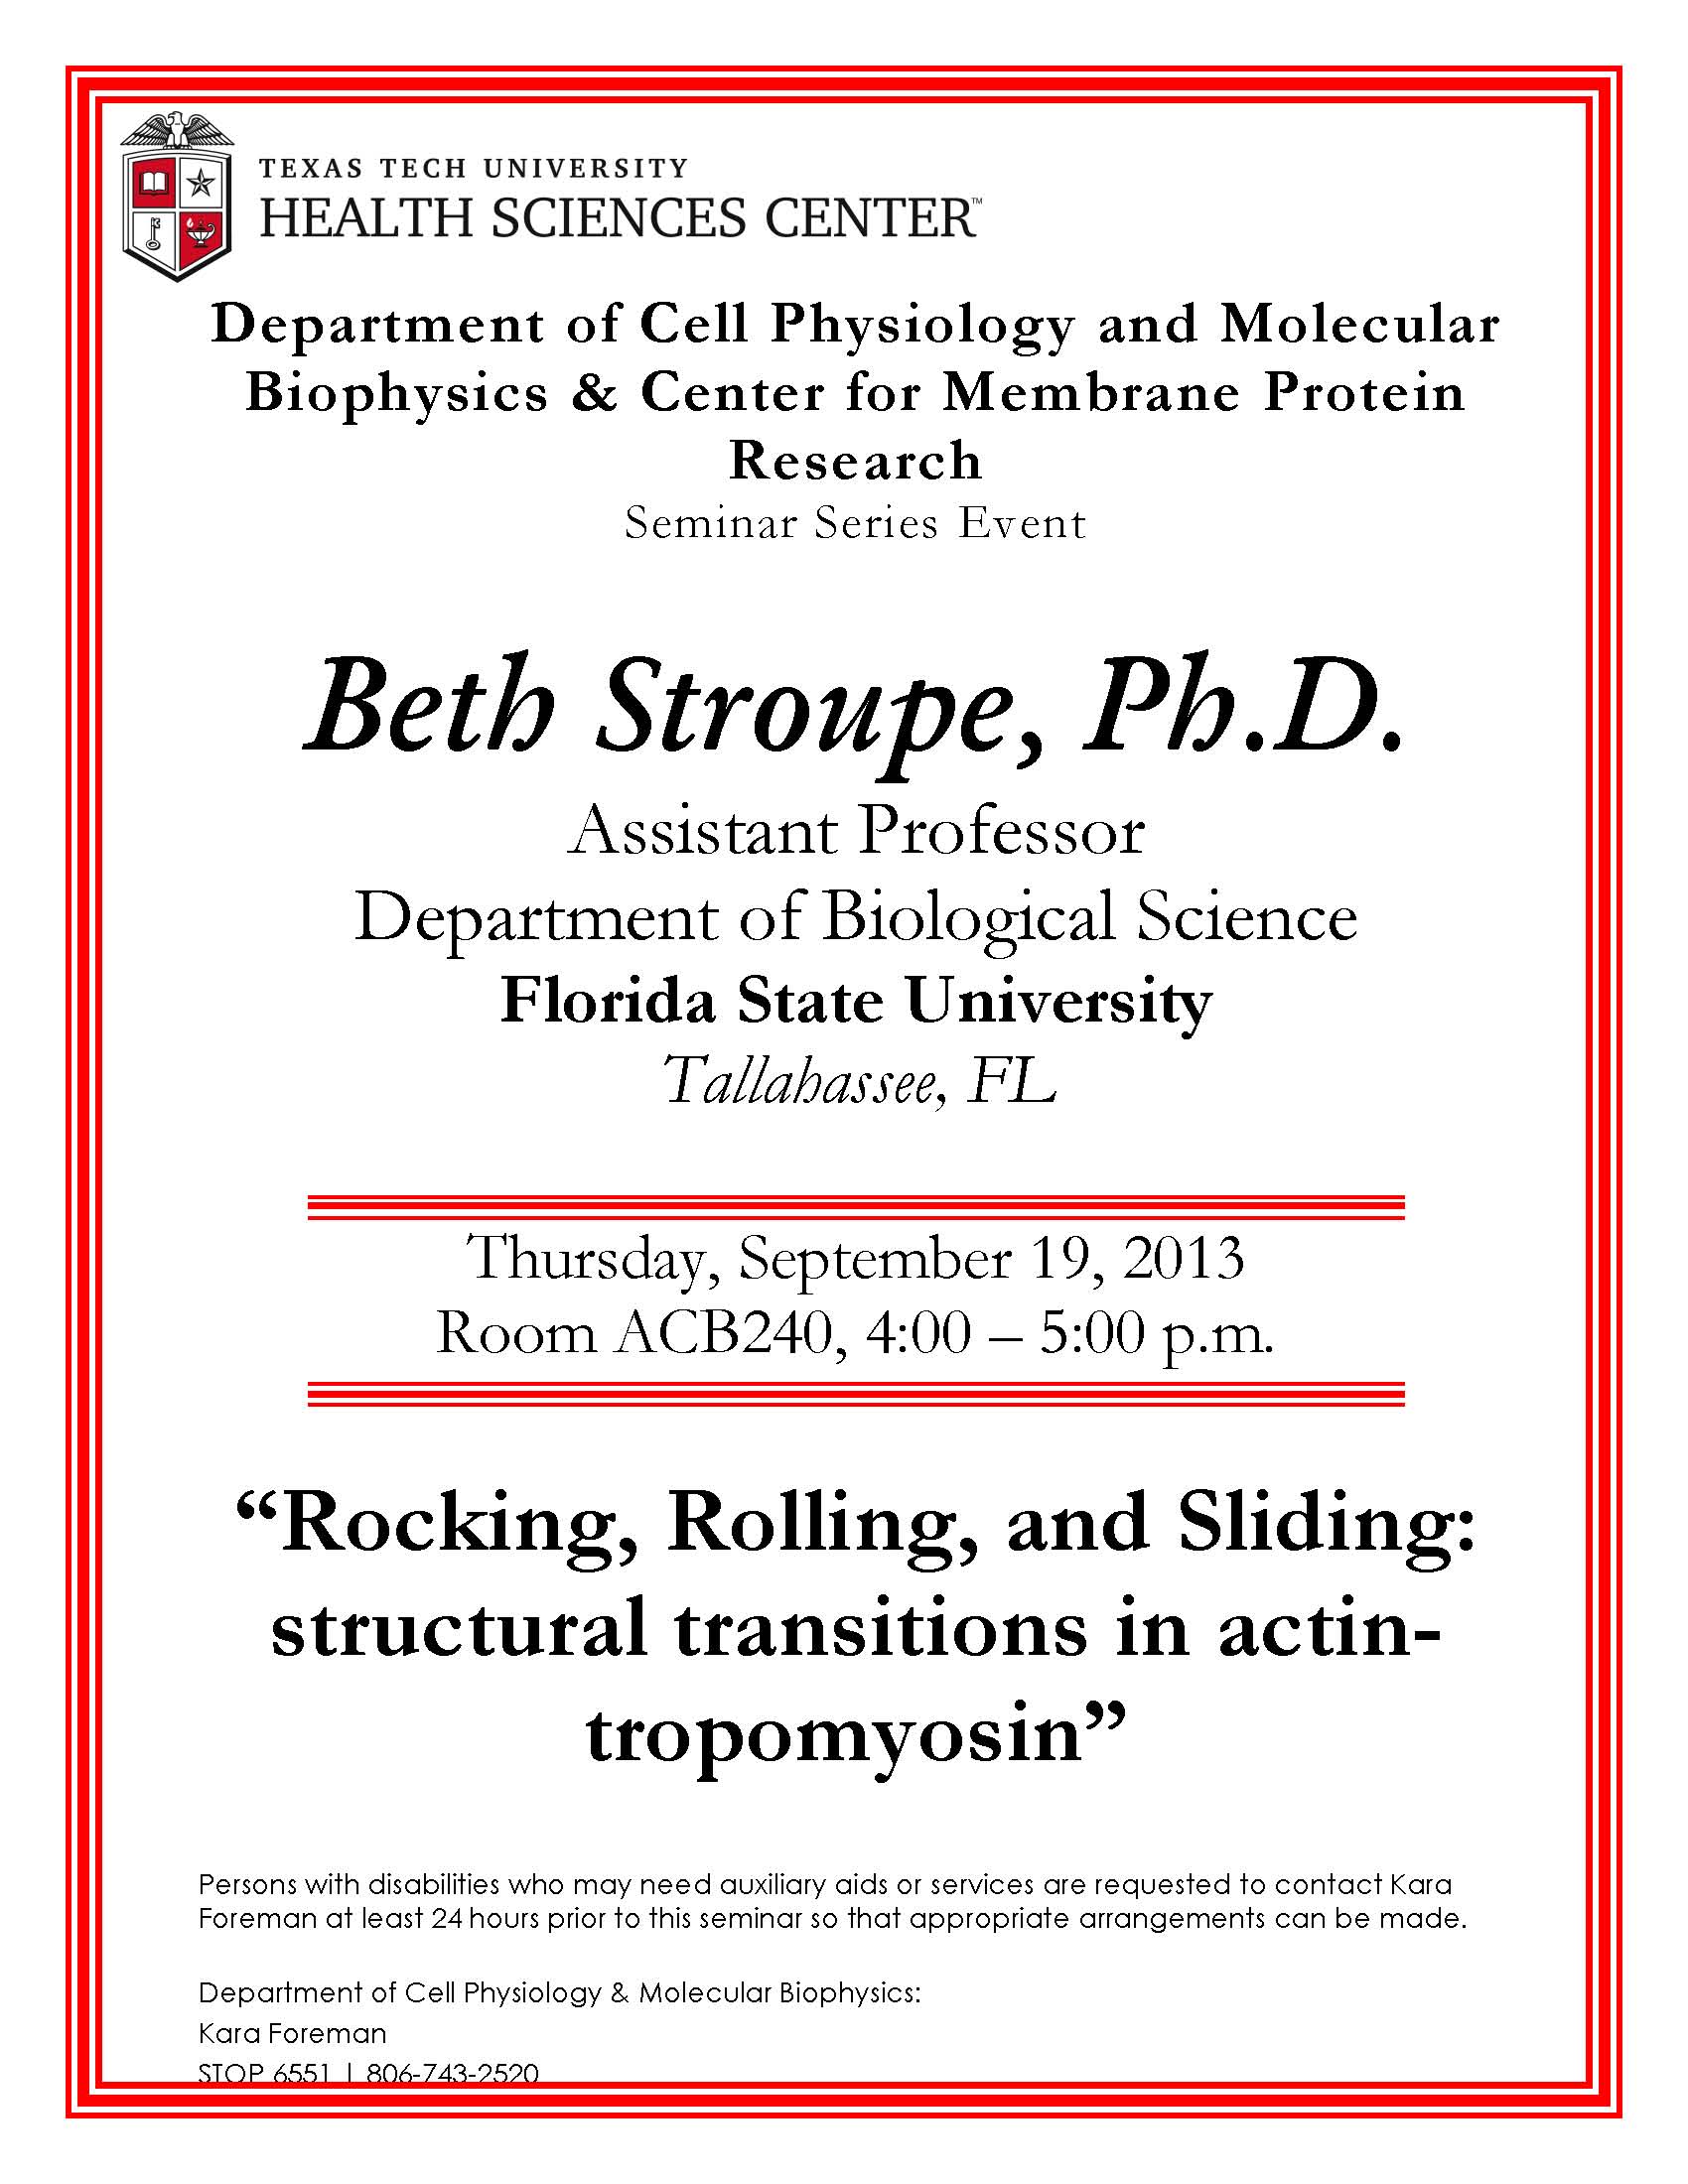 TEXAS TECH UNIVERSITY
HEALTH SCIENCES CENTER™
Department of Cell Physiology and Molecular
Biophysics & Center for Membrane Protein
Research
Seminar Series Event
Beth Stroupe, Ph.D.
Assistant Professor
Department of Biological Science
Florida State University
Tallahassee, FL
Thursday, September 19, 2013
Room ACB240, 4:00 – 5:00 p.m.
“Rocking, Rolling, and Sliding:
structural transitions in actin-
tropomyosin”
Persons with disabilities who may need auxiliary aids or services are requested to contact Kara
Foreman at least 24 hours prior to this seminar so that appropriate arrangements can be made.
Department of Cell Physiology & Molecular Biophysics:
Kara Foreman
STOP 6551 | 806-743-2520